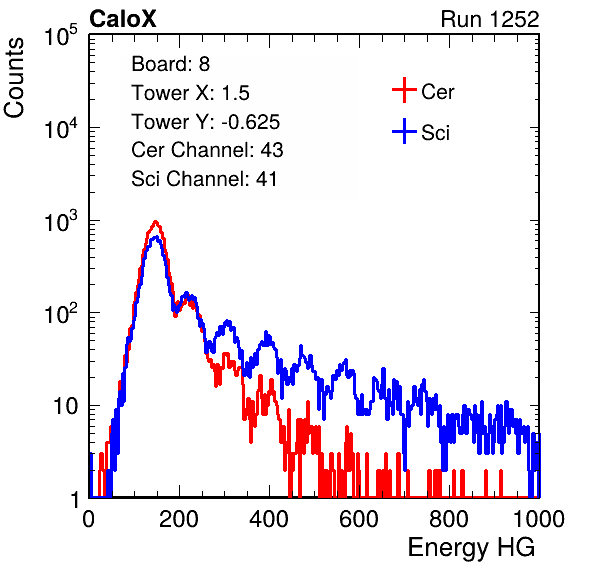 CaloX Run 1252
Counts
10^5
10^4
10^3
10^2
10
1
Board: 8
Tower X: 1.5
Tower Y: -0.625
Cer Channel: 43
Sci Channel: 41
Cer
Sci
0 200 400 600 800 1000
Energy HG